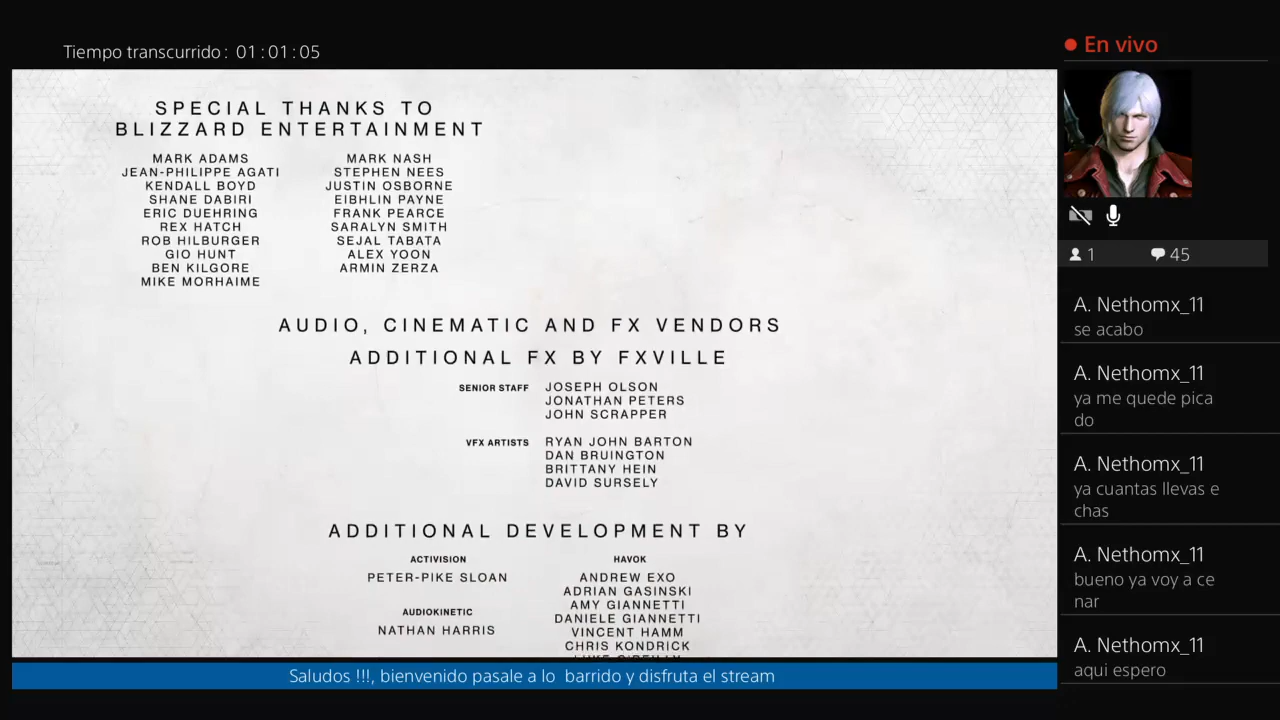 Tiempo transcurrido : 01:01:05
SPECIAL THANKS TO
BLIZZARD ENTERTAINMENT
MARK ADAMS
JEAN-PHILIPPE AGATI
KENDALL BOYD
SHANE DABIRI
ERIC DUEHRING
REX HATCH
ROB HILBURGER
GIO HUNT
BEN KILGORE
MIKE MORHAIME
MARK NASH
STEPHEN NEES
JUSTIN OSBORNE
EIBHLIN PAYNE
FRANK PEARCE
SARALYN SMITH
SEJAL TABATA
ALEX YOON
ARMIN ZERZA
AUDIO, CINEMATIC AND FX VENDORS
ADDITIONAL FX BY FXVILLE
SENIOR STAFF
JOSEPH OLSON
JONATHAN PETERS
JOHN SCRAPPER
VFX ARTISTS
RYAN JOHN BARTON
DAN BRUINGTON
BRITTANY HEIN
DAVID SURSELY
ADDITIONAL DEVELOPMENT BY
ACTIVISION
PETER-PIKE SLOAN
AUDIOKINETIC
NATHAN HARRIS
HAVOK
ANDREW EXO
ADRIAN GASINSKI
AMY GIANNETTI
DANIELE GIANNETTI
VINCENT HAMM
CHRIS KONDRICK
Saludos !!!, bienvenido pasale a lo barrido y disfruta el stream
En vivo
1
45
A. Nethomx_11
se acabo
A. Nethomx_11
ya me quede pica
do
A. Nethomx_11
ya cuantas llevas e
chas
A. Nethomx_11
bueno ya voy a ce
nar
A. Nethomx_11
aqui espero